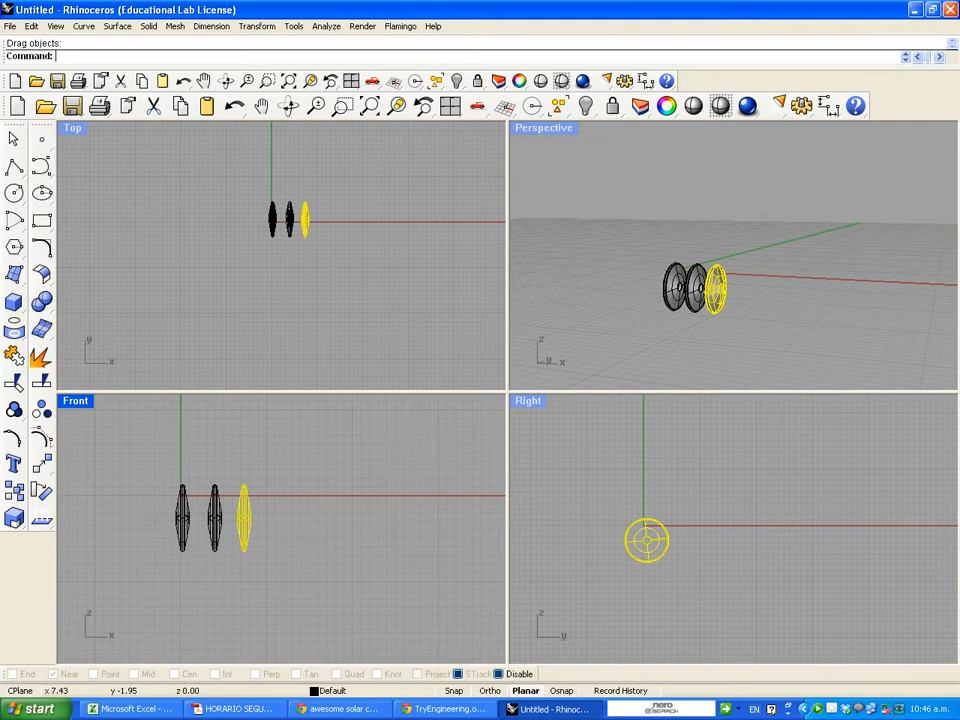 Untitled - Rhinoceros (Educational Lab License)
File Edit View Curve Surface Solid Mesh Dimension Transform Tools Analyze Render Flamingo Help
Drag objects:
Command:
Top
Perspective
y
x
z
y x
Front
Right
z
x
z
y
End Near Point Mid Cen Int Perp Tan Quad Knot Project STrack Disable
CPlane x 7.43 y -1.95 z 0.00 Default Snap Ortho Planar Osnap Record History
start Microsoft Excel - ... HORARIO SEGU... awesome solar c... TryEngineering.o... Untitled - Rhinoc... nero SEARCH EN 10:46 a.m.